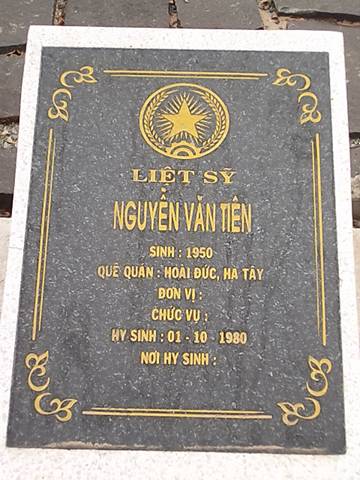 LIỆT SỸ
NGUYỄN VĂN TIÊN
SINH : 1950
QUÊ QUÁN : HOÀI ĐỨC, HA TÂY
ĐƠN VỊ :
CHỨC VỤ :
HY SINH : 01 - 10 - 1980
NƠI HY SINH :